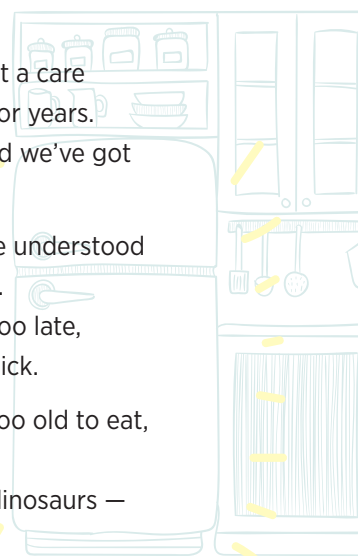 t a care
or years.
d we've got
e understood
.
oo late,
ick.
oo old to eat,
dinosaurs —